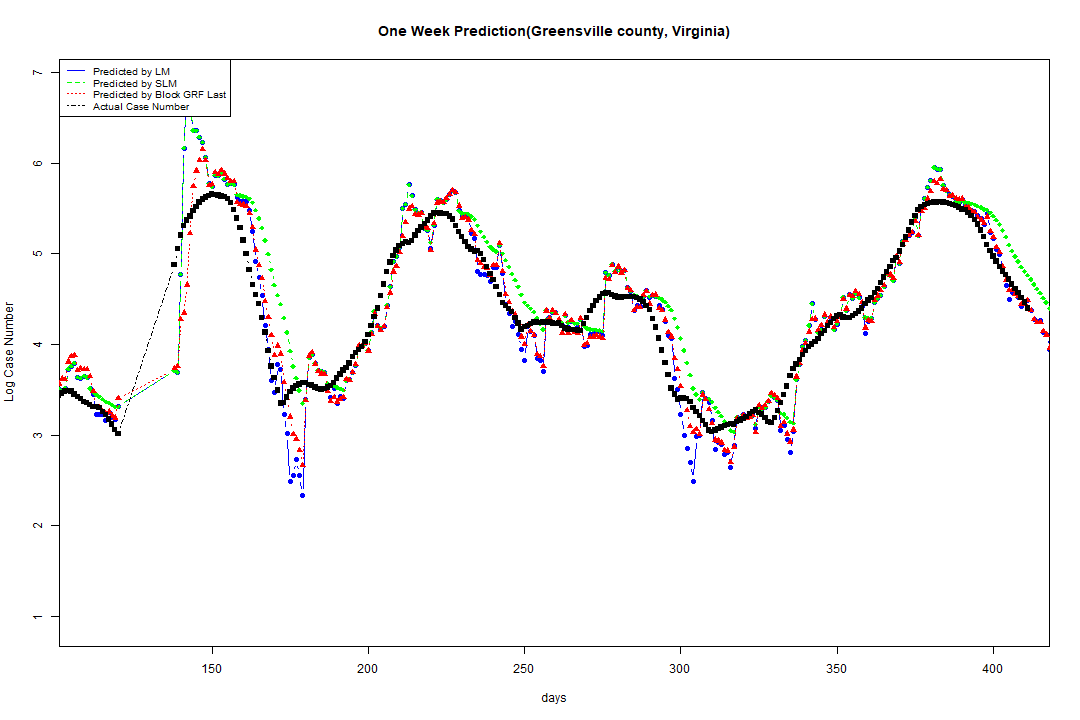 One Week Prediction(Greensville county, Virginia)
Predicted by LM
Predicted by SLM
Predicted by Block GRF Last
Actual Case Number
7
6
5
4
3
2
1
Log Case Number
150 200 250 300 350 400
days